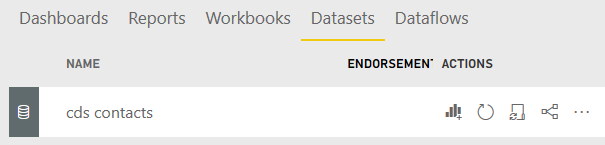 Dashboards Reports Workbooks Datasets Dataflows
NAME ENDORSEMEN ACTIONS
cds contacts